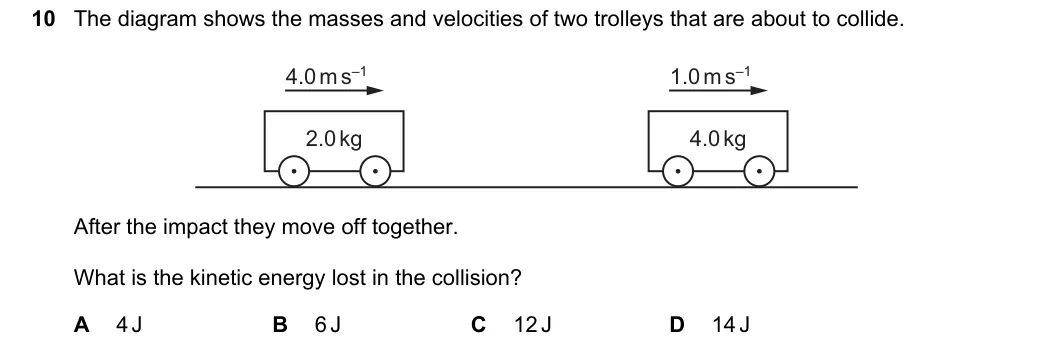 10 The diagram shows the masses and velocities of two trolleys that are about to collide.
4.0 m s⁻¹ 1.0 m s⁻¹
2.0 kg 4.0 kg
After the impact they move off together.
What is the kinetic energy lost in the collision?
A 4 J B 6 J C 12 J D 14 J